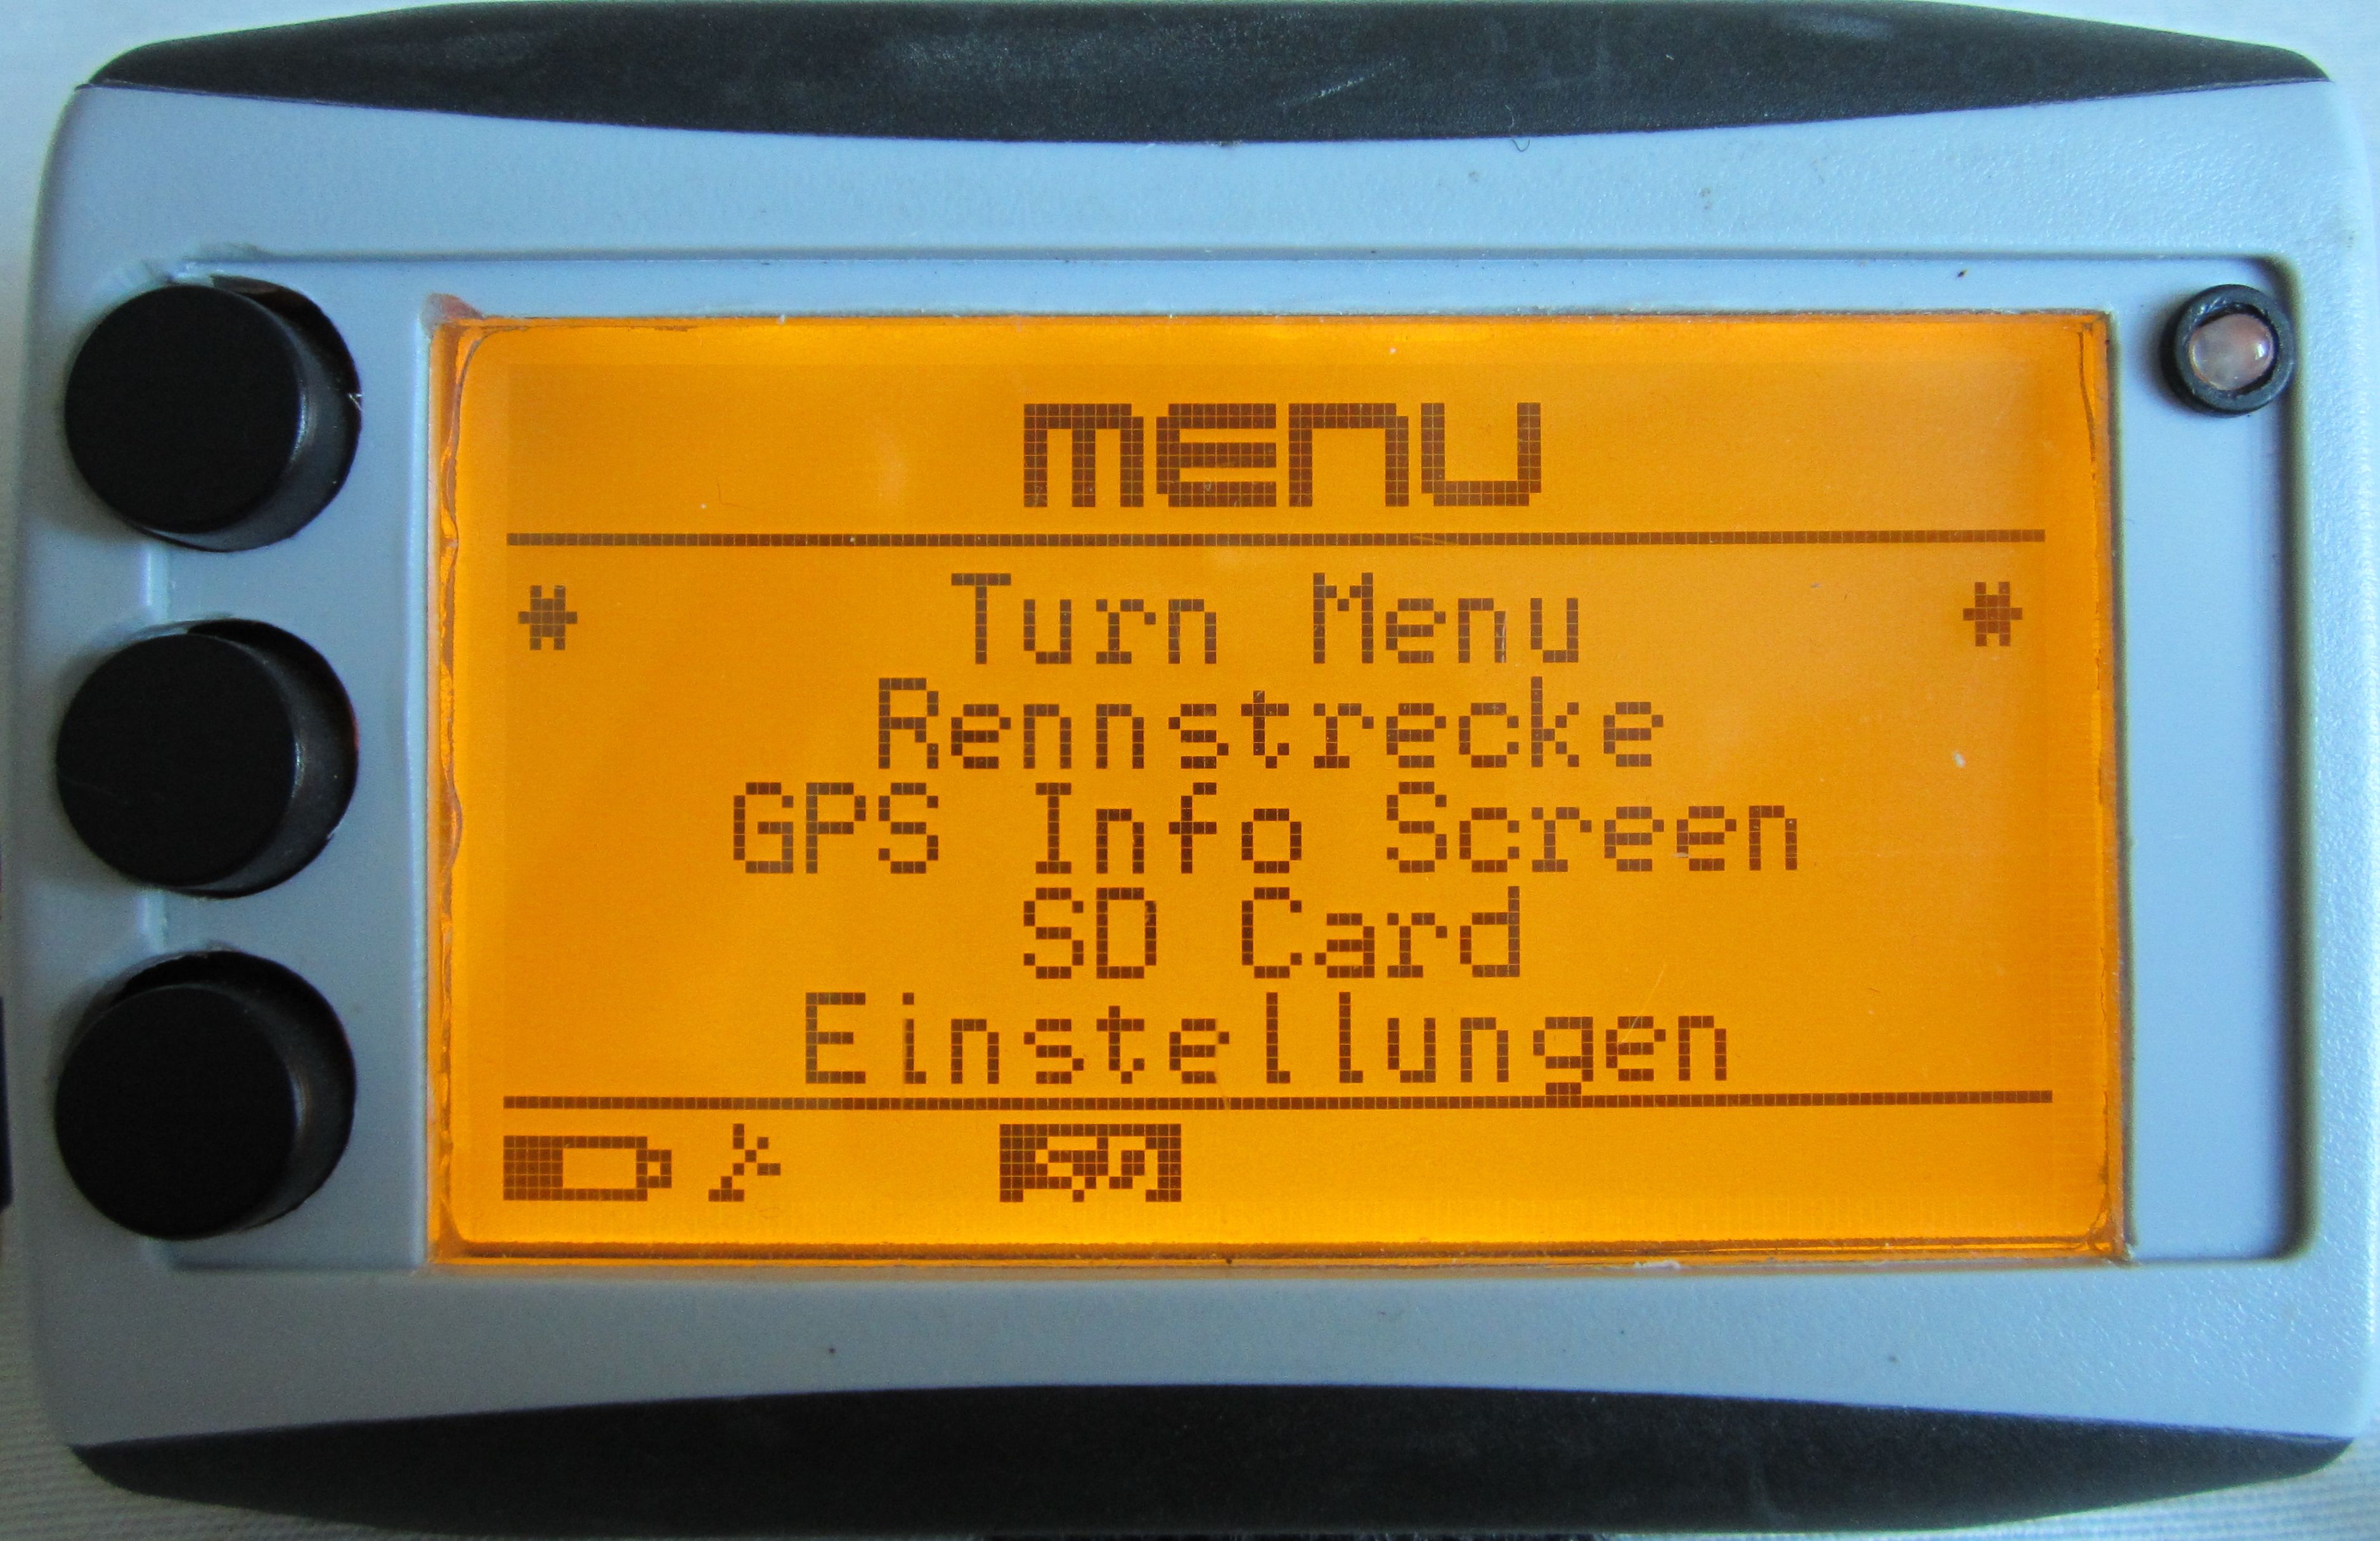 MENU
* Turn Menu *
Rennstrecke
GPS Info Screen
SD Card
Einstellungen